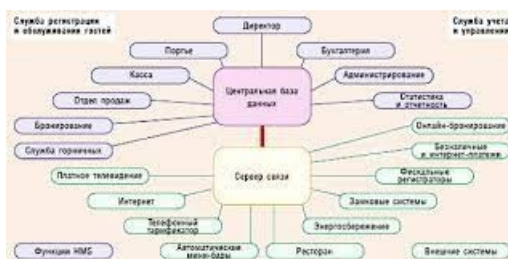 Служба регистрации
и обслуживания гостей
Служба учета
и управления
Директор
Портье
Бухгалтерия
Касса
Администрирование
Центральная база
данных
Отдел продаж
Статистика
и отчетность
Бронирование
Онлайн-бронирование
Служба горничных
Безналичные
и интернет-платежи
Платное телевидение
Сервер связи
Фискальные
регистраторы
Интернет
Замковые системы
Телефонный
тарификатор
Энергосбережение
Функции HMS
Автоматические
мини-бары
Ресторан
Внешние системы